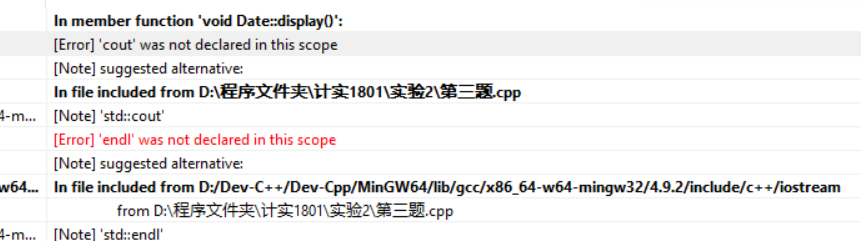 In member function 'void Date::display()':
[Error] 'cout' was not declared in this scope
[Note] suggested alternative:
In file included from D:\程序文件夹\计实1801\实验2\第三题.cpp
4-m... [Note] 'std::cout'
[Error] 'endl' was not declared in this scope
[Note] suggested alternative:
w64... In file included from D:/Dev-C++/Dev-Cpp/MinGW64/lib/gcc/x86_64-w64-mingw32/4.9.2/include/c++/iostream
from D:\程序文件夹\计实1801\实验2\第三题.cpp
4-m... [Note] 'std::endl'